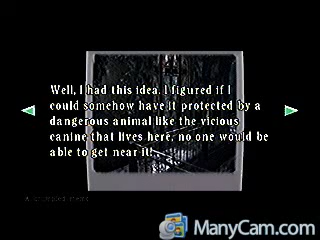 Well, I had this idea. I figured if I
could somehow have it protected by a
dangerous animal like the vicious
canine that lives here, no one would be
able to get near it!
ManyCam.com